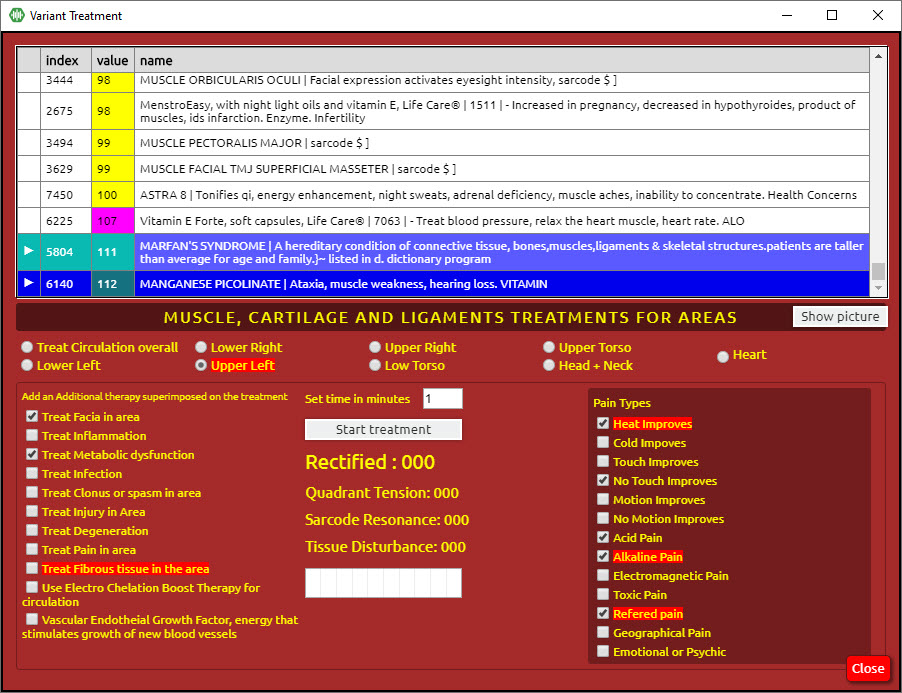 Variant Treatment
index value name
3444 98 MUSCLE ORBICULARIS OCULI | Facial expression activates eyesight intensity, sarcode $ ]
2675 98 MenstroEasy, with night light oils and vitamin E, Life Care® | 1511 | - Increased in pregnancy, decreased in hypothyroides, product of
muscles, ids infarction. Enzyme. Infertility
3494 99 MUSCLE PECTORALIS MAJOR | sarcode $ ]
3629 99 MUSCLE FACIAL TMJ SUPERFICIAL MASSETER | sarcode $ ]
7450 100 ASTRA 8 | Tonifies qi, energy enhancement, night sweats, adrenal deficiency, muscle aches, inability to concentrate. Health Concerns
6225 107 Vitamin E Forte, soft capsules, Life Care® | 7063 | - Treat blood pressure, relax the heart muscle, heart rate. ALO
5804 111 MARFAN'S SYNDROME | A hereditary condition of connective tissue, bones,muscles,ligaments & skeletal structures.patients are taller
than average for age and family.}~ listed in d. dictionary program
6140 112 MANGANESE PICOLINATE | Ataxia, muscle weakness, hearing loss. VITAMIN
MUSCLE, CARTILAGE AND LIGAMENTS TREATMENTS FOR AREAS
Show picture
Treat Circulation overall Lower Right Upper Right Upper Torso Heart
Lower Left Upper Left Low Torso Head + Neck
Add an Additional therapy superimposed on the treatment
Treat Facia in area
Treat Inflammation
Treat Metabolic dysfunction
Treat Infection
Treat Clonus or spasm in area
Treat Injury in Area
Treat Degeneration
Treat Pain in area
Treat Fibrous tissue in the area
Use Electro Chelation Boost Therapy for
circulation
Vascular Endotheial Growth Factor, energy that
stimulates growth of new blood vessels
Set time in minutes 1
Start treatment
Rectified : 000
Quadrant Tension: 000
Sarcode Resonance: 000
Tissue Disturbance: 000
Pain Types
Heat Improves
Cold Impoves
Touch Improves
No Touch Improves
Motion Improves
No Motion Improves
Acid Pain
Alkaline Pain
Electromagnetic Pain
Toxic Pain
Refered pain
Geographical Pain
Emotional or Psychic
Close